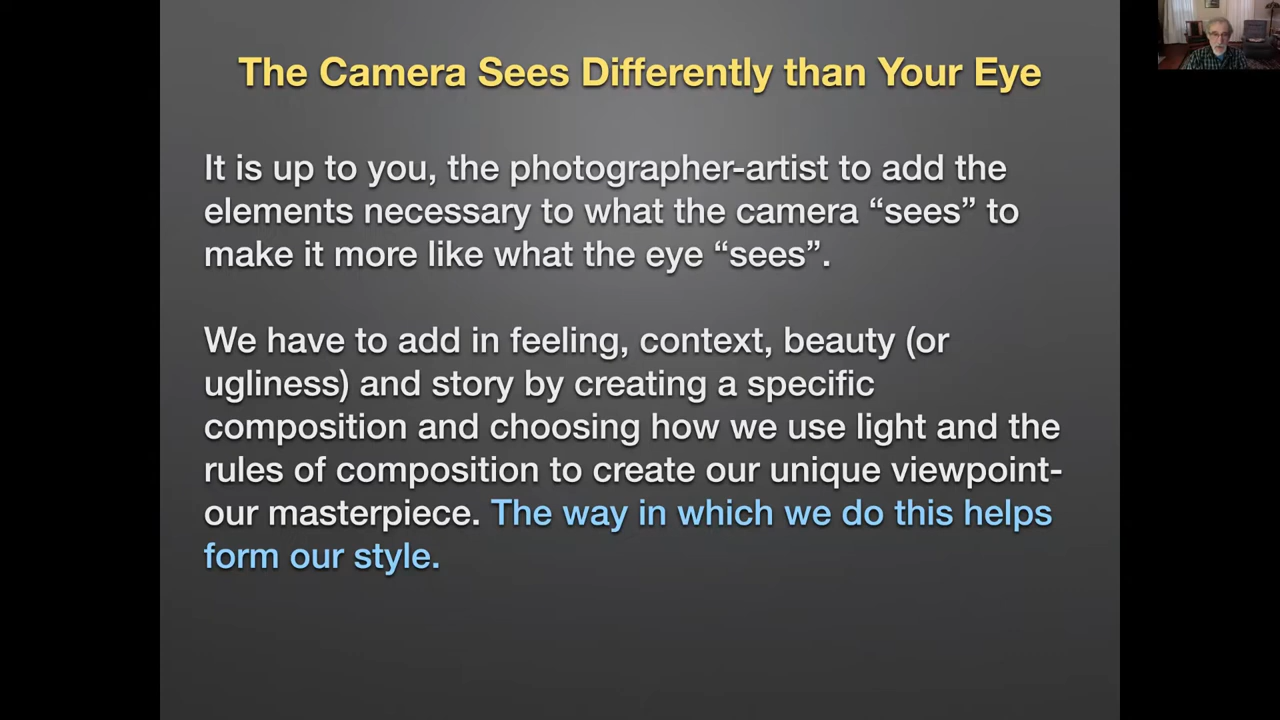 The Camera Sees Differently than Your Eye
It is up to you, the photographer-artist to add the
elements necessary to what the camera “sees” to
make it more like what the eye “sees”.
We have to add in feeling, context, beauty (or
ugliness) and story by creating a specific
composition and choosing how we use light and the
rules of composition to create our unique viewpoint-
our masterpiece. The way in which we do this helps
form our style.